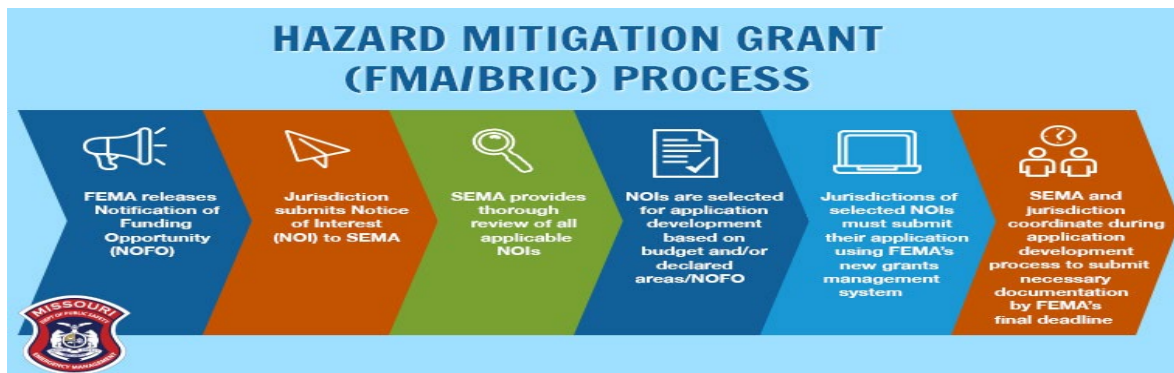 HAZARD MITIGATION GRANT
(FMA/BRIC) PROCESS
FEMA releases
Notification of
Funding
Opportunity
(NOFO)
Jurisdiction
submits Notice
of Interest
(NOI) to SEMA
SEMA provides
thorough
review of all
applicable
NOIs
NOIs are selected
for application
development
based on
budget and/or
declared
areas/NOFO
Jurisdictions of
selected NOIs
must submit
their application
using FEMA's
new grants
management
system
SEMA and
jurisdiction
coordinate during
application
development
process to submit
necessary
documentation
by FEMA's
final deadline
MISSOURI
DEPT OF PUBLIC SAFETY
EMERGENCY MANAGEMENT